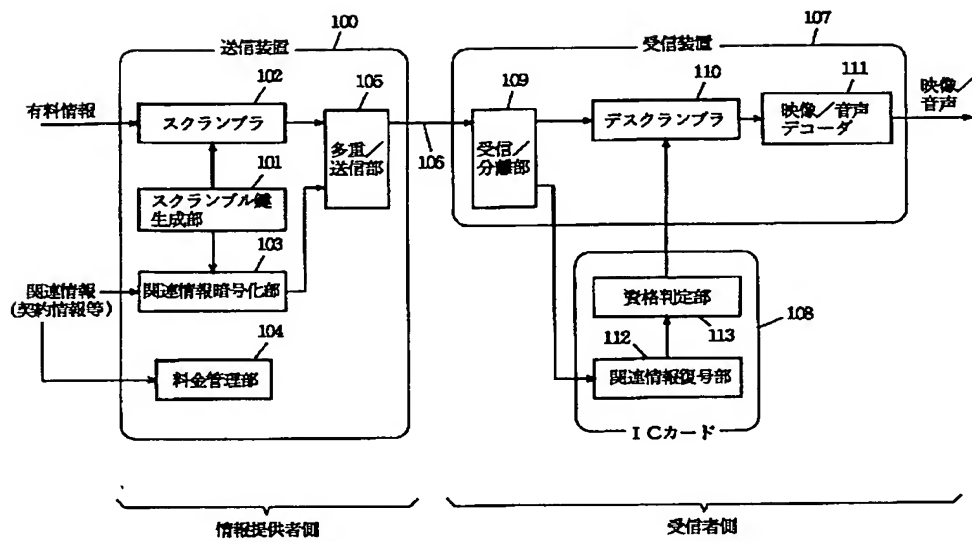 100
送信装置
102
有料情報
スクランブラ
105
多重／
送信部
101
スクランブル鍵
生成部
103
関連情報
(契約情報等)
関連情報暗号化部
104
料金管理部
106
107
受信装置
109
受信／
分離部
110
デスクランブラ
111
映像／音声
デコーダ
映像／
音声
資格判定部
113
108
112
関連情報復号部
ICカード
情報提供者側
受信者側